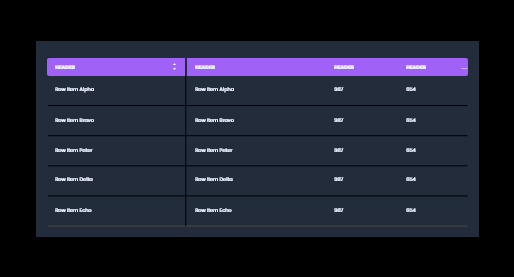 HEADER HEADER HEADER HEADER
Row Item Alpha Row Item Alpha 987 654
Row Item Bravo Row Item Bravo 987 654
Row Item Peter Row Item Peter 987 654
Row Item Delta Row Item Delta 987 654
Row Item Echo Row Item Echo 987 654